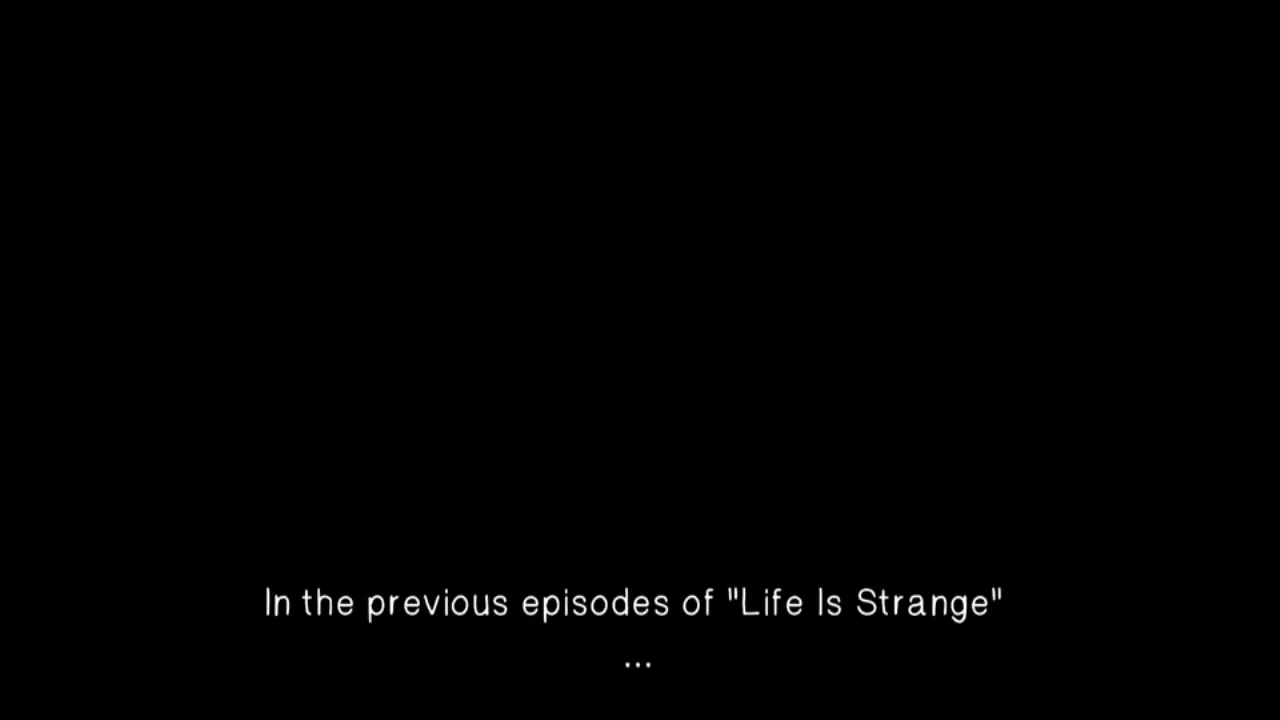 In the previous episodes of "Life Is Strange"
...